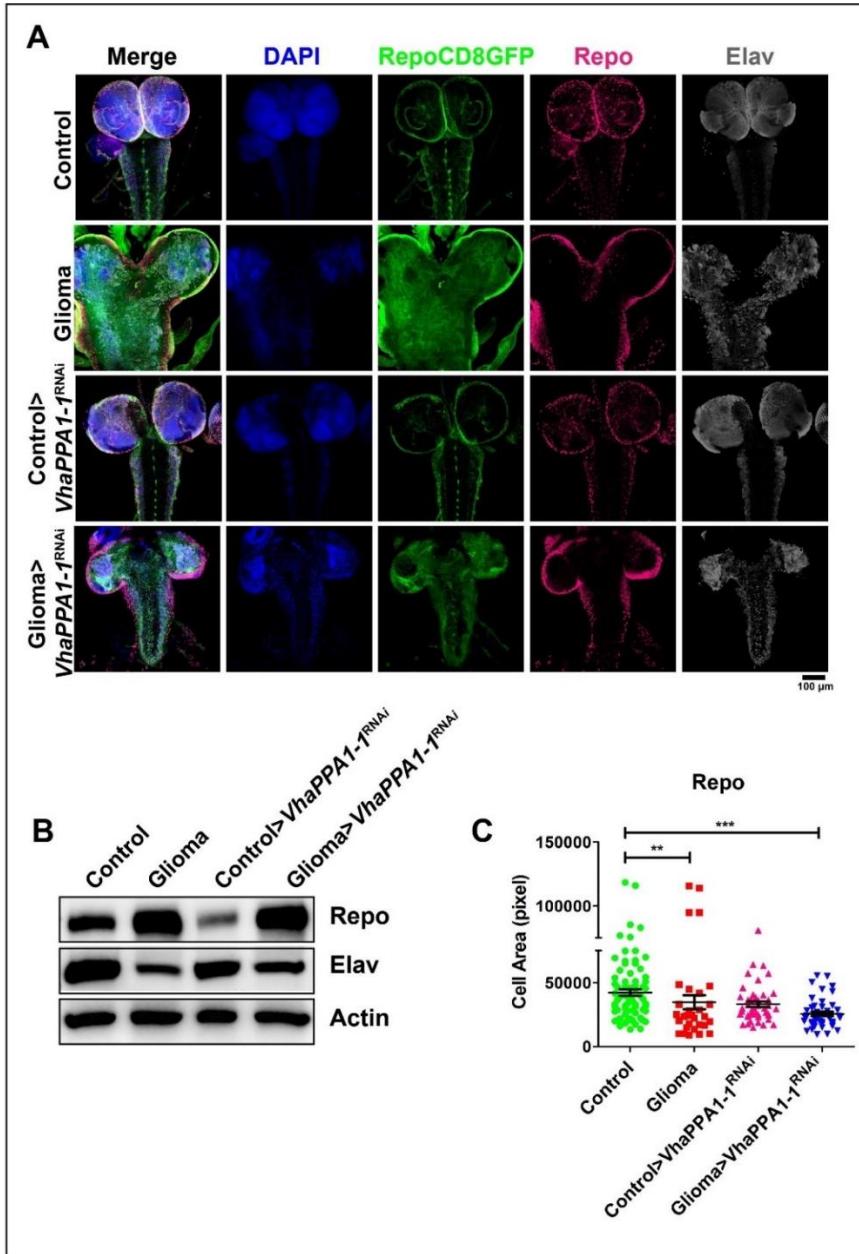 A
Merge DAPI RepoCD8GFP Repo Elav
Control
Glioma
Control>
VhaPPA1-1RNAi
Glioma>
VhaPPA1-1RNAi
100 µm
B
Control Glioma Control>VhaPPA1-1RNAi Glioma>VhaPPA1-1RNAi
Repo
Elav
Actin
C
Repo
***
**
150000
100000
50000
0
Cell Area (pixel)
Control Glioma Control>VhaPPA1-1RNAi Glioma>VhaPPA1-1RNAi